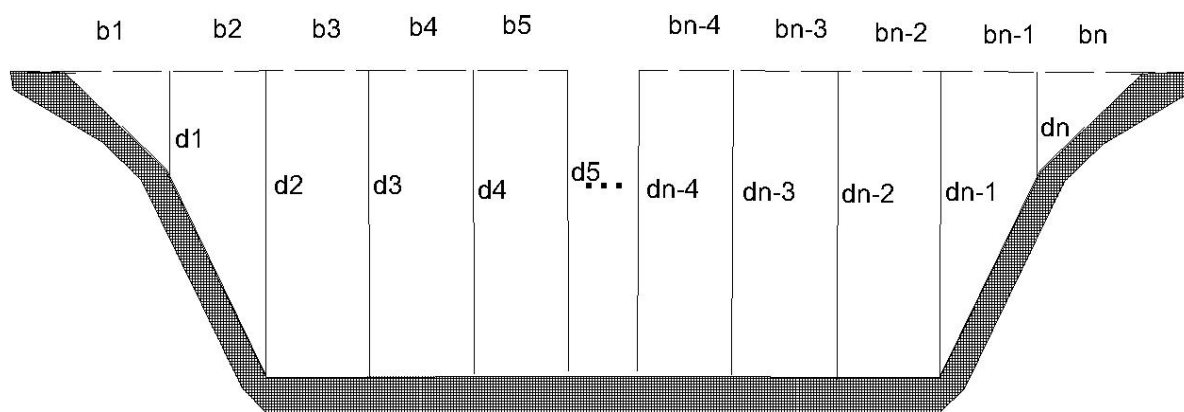 b1 b2 b3 b4 b5 bn-4 bn-3 bn-2 bn-1 bn
d1 d2 d3 d4 d5 ... dn-4 dn-3 dn-2 dn-1 dn